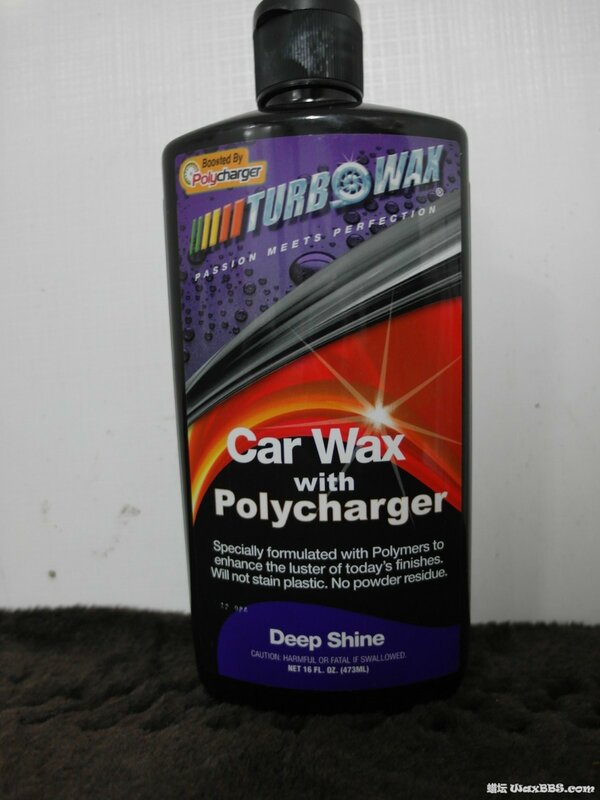 Boosted By
Polycharger
TURBOWAX®
PASSION MEETS PERFECTION
Car Wax
with
Polycharger
Specially formulated with Polymers to
enhance the luster of today's finishes.
Will not stain plastic. No powder residue.
Deep Shine
CAUTION: HARMFUL OR FATAL IF SWALLOWED.
NET 16 FL. OZ. (473ML)
蜡坛 WaxBBS.com